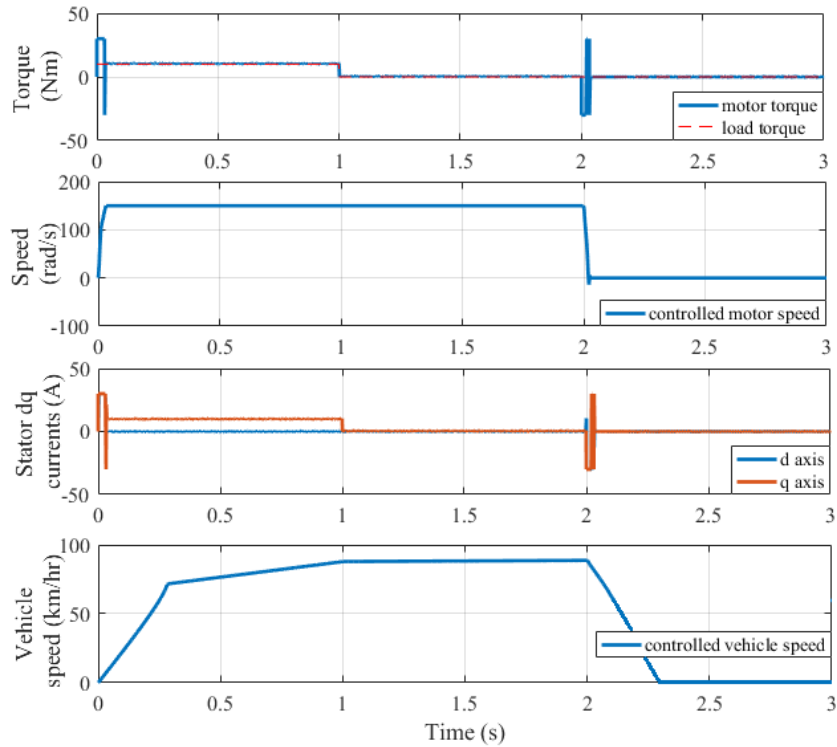 50
0
-50
Torque
(Nm)
motor torque
load torque
0 0.5 1 1.5 2 2.5 3
200
100
0
-100
Speed
(rad/s)
controlled motor speed
0 0.5 1 1.5 2 2.5 3
50
0
-50
Stator dq
currents (A)
d axis
q axis
0 0.5 1 1.5 2 2.5 3
100
50
0
Vehicle
speed (km/hr)
controlled vehicle speed
0 0.5 1 1.5 2 2.5 3
Time (s)